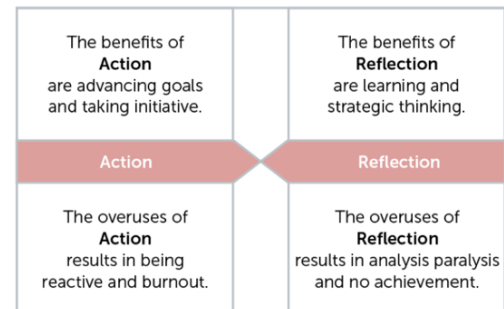 The benefits of
Action
are advancing goals
and taking initiative.
The benefits of
Reflection
are learning and
strategic thinking.
Action
Reflection
The overuses of
Action
results in being
reactive and burnout.
The overuses of
Reflection
results in analysis paralysis
and no achievement.